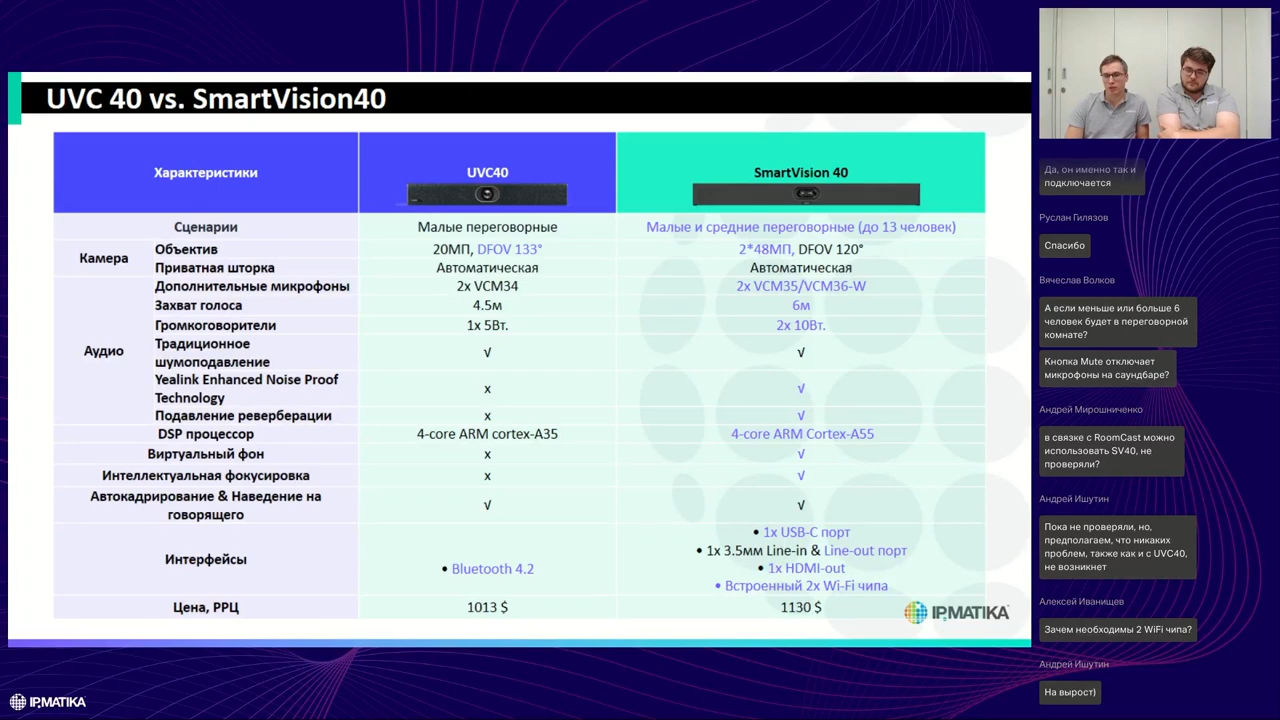 UVC 40 vs. SmartVision40
Характеристики
UVC40
SmartVision 40
Сценарии
Малые переговорные
Малые и средние переговорные (до 13 человек)
Камера
Объектив
20МП, DFOV 133°
2*48МП, DFOV 120°
Приватная шторка
Автоматическая
Автоматическая
Аудио
Дополнительные микрофоны
2x VCM34
2x VCM35/VCM36-W
Захват голоса
4.5м
6м
Громкоговорители
1x 5Вт.
2x 10Вт.
Традиционное
шумоподавление
√
√
Yealink Enhanced Noise Proof
Technology
x
√
Подавление реверберации
x
√
DSP процессор
4-core ARM cortex-A35
4-core ARM Cortex-A55
Виртуальный фон
x
√
Интеллектуальная фокусировка
x
√
Автокадрирование & Наведение на
говорящего
√
√
Интерфейсы
• Bluetooth 4.2
• 1x USB-C порт
• 1x 3.5мм Line-in & Line-out порт
• 1x HDMI-out
• Встроенный 2x Wi-Fi чипа
Цена, РРЦ
1013 $
1130 $
IPMATIKA
IPMATIKA
Да, он именно так и
подключается
Руслан Гилязов
Спасибо
Вячеслав Волков
А если меньше или больше 6
человек будет в переговорной
комнате?
Кнопка Mute отключает
микрофоны на саундбаре?
Андрей Мирошниченко
в связке с RoomCast можно
использовать SV40, не
проверяли?
Андрей Ишутин
Пока не проверяли, но,
предполагаем, что никаких
проблем, также как и с UVC40,
не возникнет
Алексей Иванищев
Зачем необходимы 2 WiFi чипа?
Андрей Ишутин
На вырост)